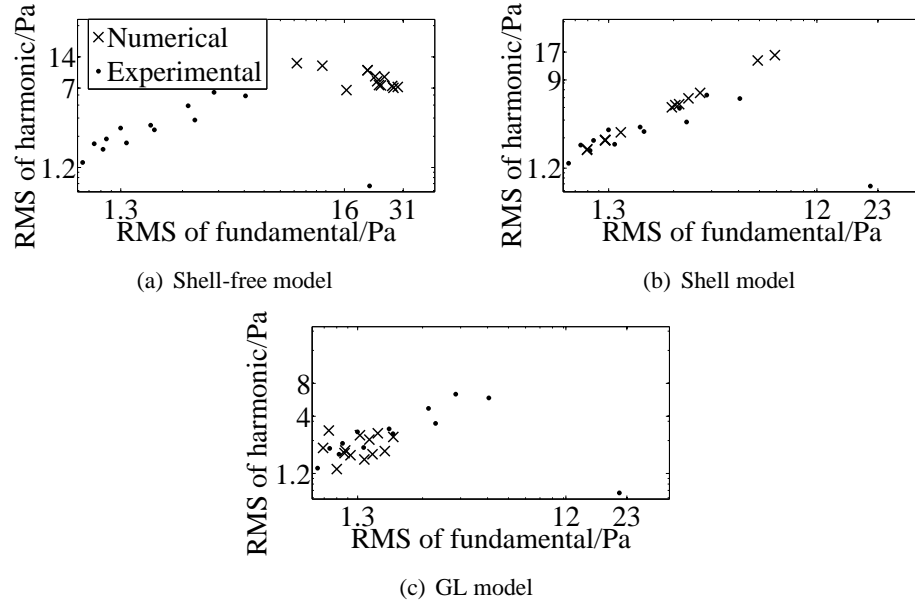 RMS of harmonic/Pa
14
7
1.2
Numerical
Experimental
1.3
16
31
RMS of fundamental/Pa
(a) Shell-free model
RMS of harmonic/Pa
17
9
1.2
1.3
12
23
RMS of fundamental/Pa
(b) Shell model
RMS of harmonic/Pa
8
4
1.2
1.3
12
23
RMS of fundamental/Pa
(c) GL model